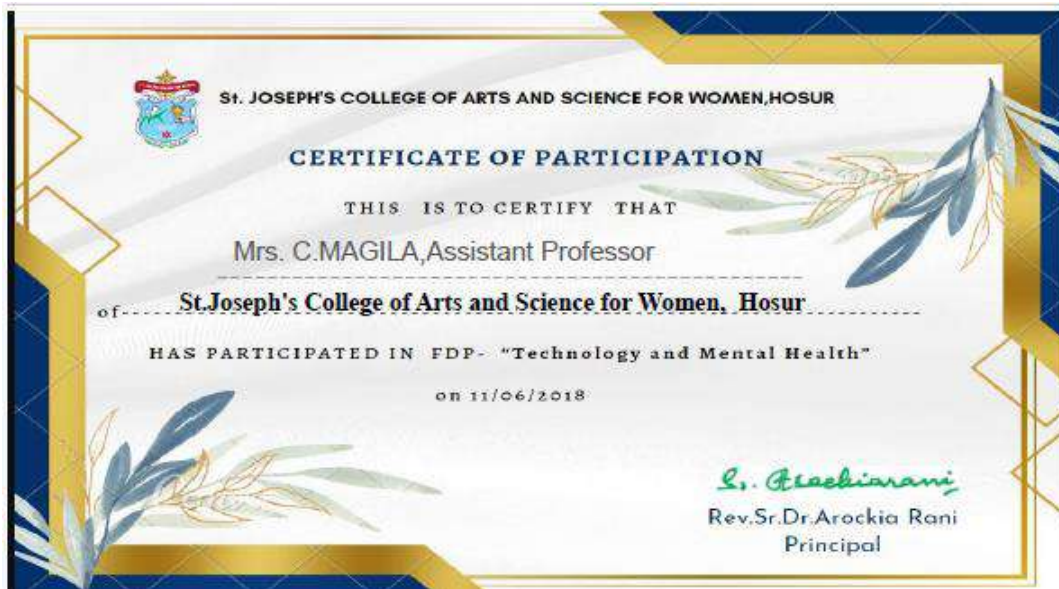 St. JOSEPH'S COLLEGE OF ARTS AND SCIENCE FOR WOMEN,HOSUR
CERTIFICATE OF PARTICIPATION
THIS IS TO CERTIFY THAT
Mrs. C.MAGILA,Assistant Professor
of St.Joseph's College of Arts and Science for Women, Hosur
HAS PARTICIPATED IN FDP- "Technology and Mental Health"
on 11/06/2018
Rev.Sr.Dr.Arockia Rani
Principal